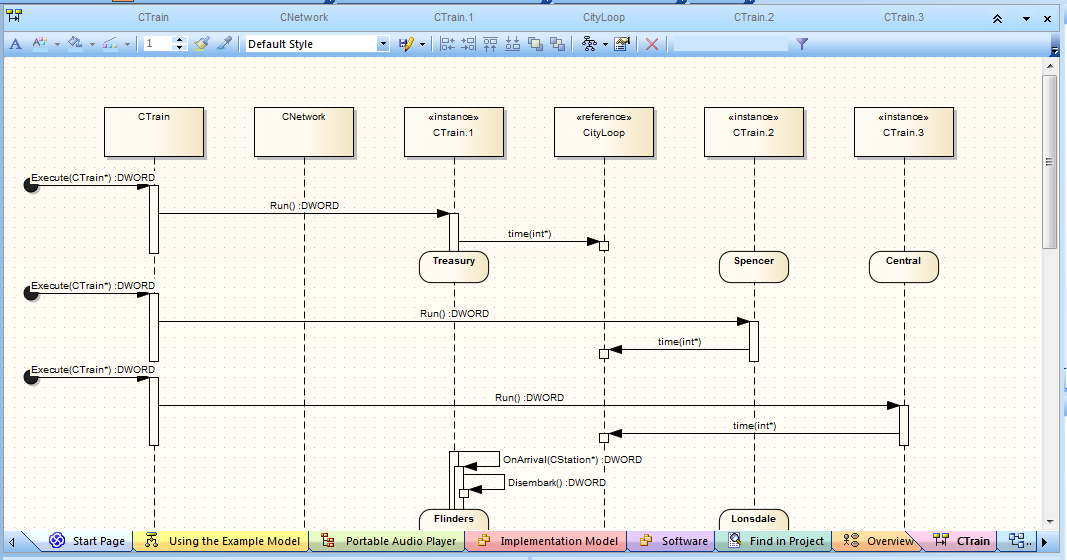 CTrain CNetwork CTrain.1 CityLoop CTrain.2 CTrain.3
1 Default Style
CTrain CNetwork «instance» «reference» «instance» «instance»
CTrain.1 CityLoop CTrain.2 CTrain.3
Execute(CTrain*) :DWORD
Run() :DWORD
time(int*)
Treasury Spencer Central
Execute(CTrain*) :DWORD
Run() :DWORD
time(int*)
Execute(CTrain*) :DWORD
Run() :DWORD
time(int*)
OnArrival(CStation*) :DWORD
Disembark() :DWORD
Flinders Lonsdale
Start Page Using the Example Model Portable Audio Player Implementation Model Software Find in Project Overview CTrain